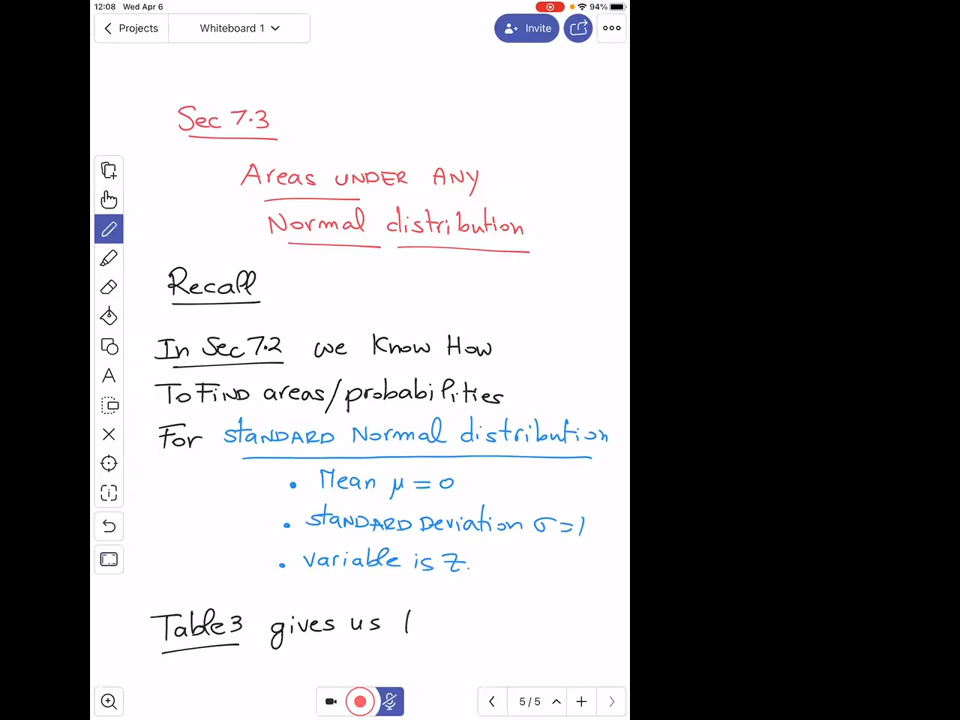 12:08 Wed Apr 6
94%
Projects
Whiteboard 1
Invite
Sec 7.3
Areas UNDER ANY
Normal distribution
Recall
In Sec 7.2 we Know How
To FIND areas/probabilities
For STANDARD Normal distribution
• Mean μ = 0
• STANDARD Deviation σ = 1
• variable is Z.
A
Table 3 gives us (
5/5